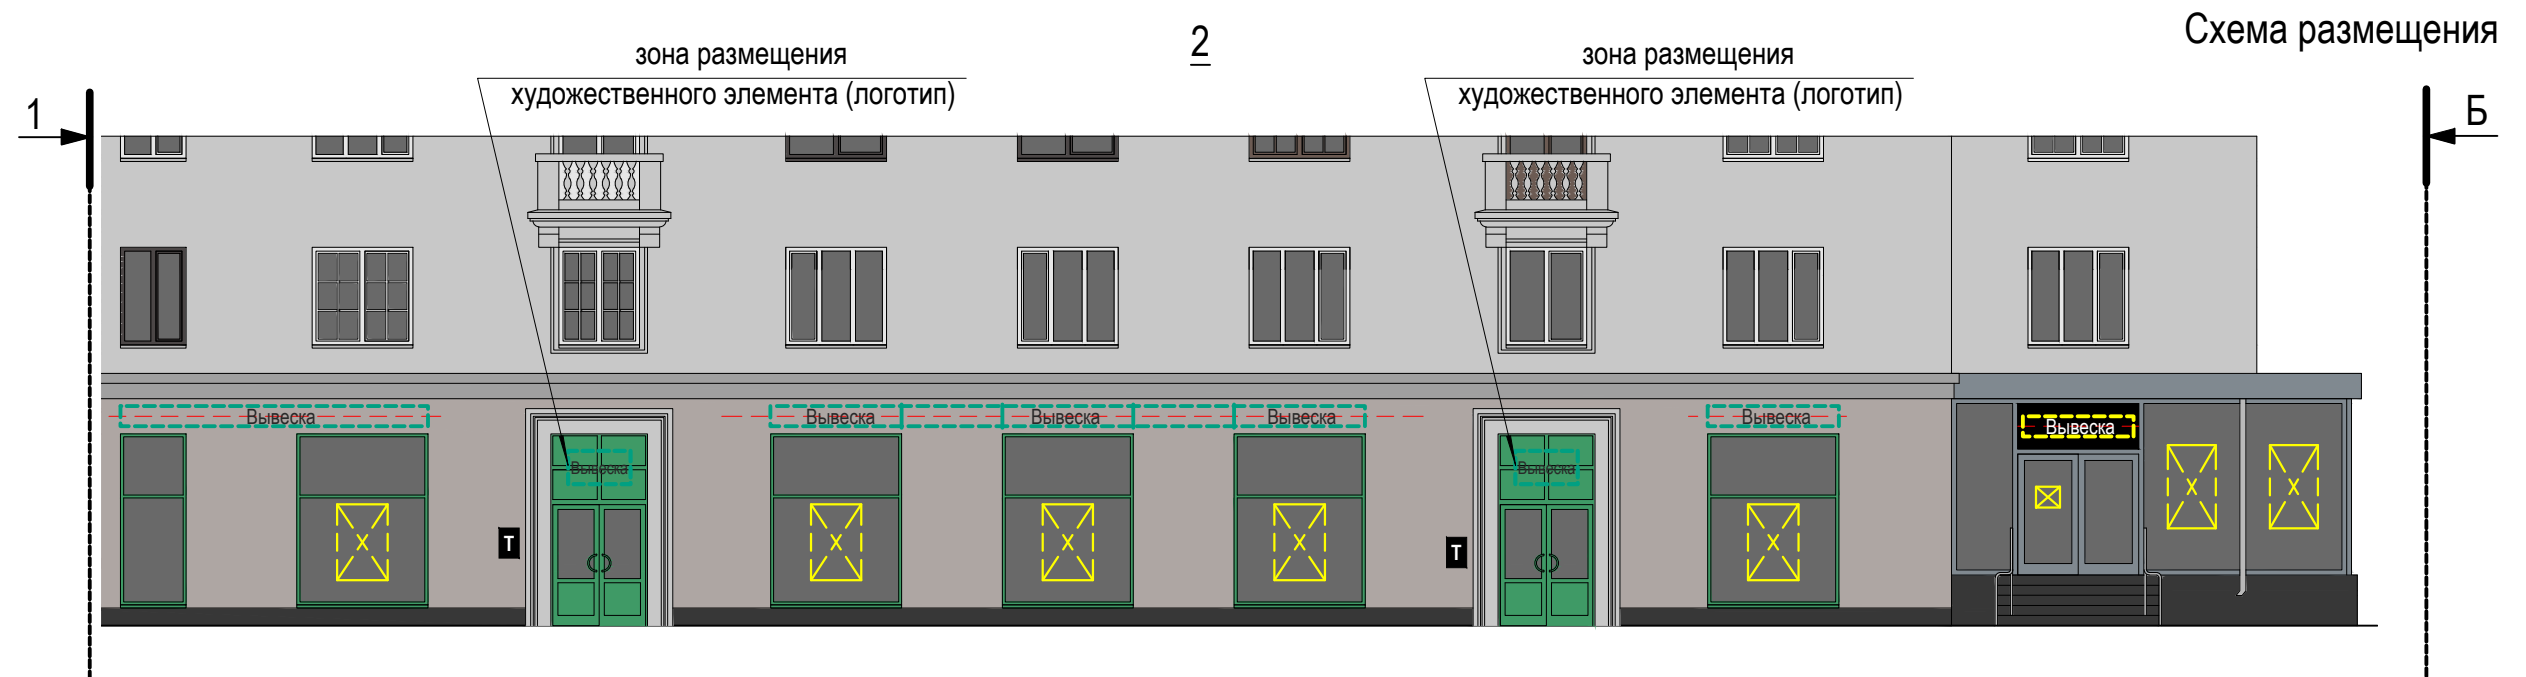 Схема размещения
2
зона размещения
художественного элемента (логотип)
зона размещения
художественного элемента (логотип)
1
Б
Вывеска
Вывеска
Вывеска
Вывеска
Вывеска
Вывеска
Вывеска
Вывеска
X
X
X
X
X
X
X
Т
Т